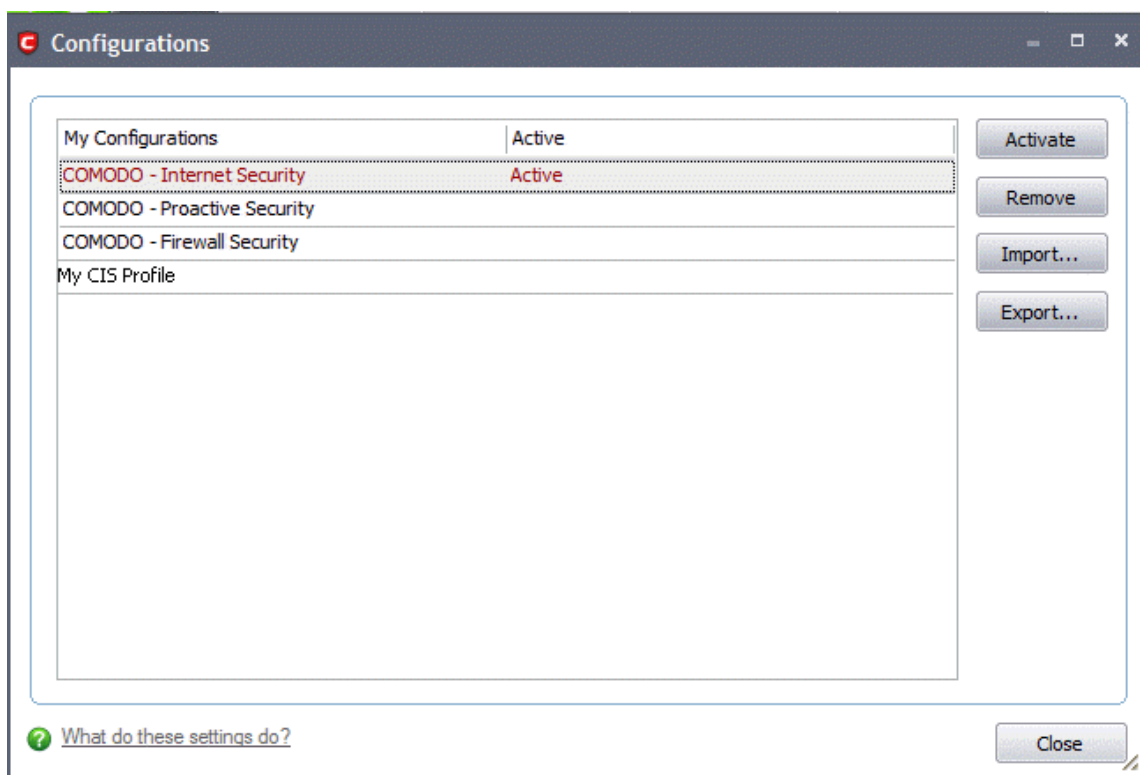 Configurations
My Configurations Active
COMODO - Internet Security Active
COMODO - Proactive Security
COMODO - Firewall Security
My CIS Profile
Activate
Remove
Import...
Export...
What do these settings do?
Close